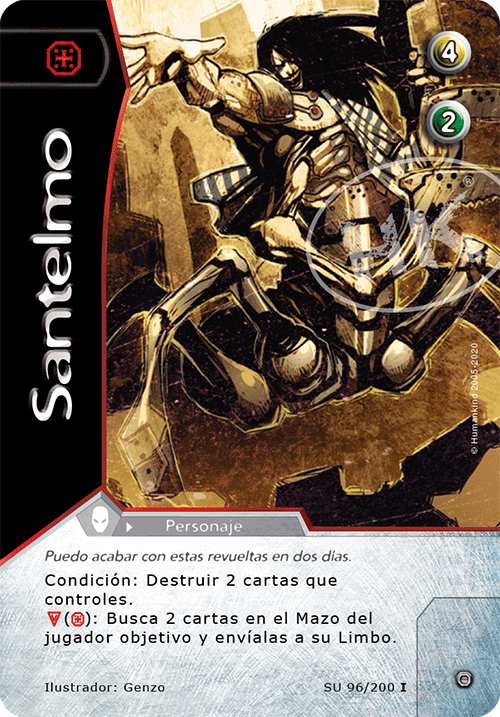 4
2
Santelmo
HK
®
© Humankind 2005-2020
Personaje
Puedo acabar con estas revueltas en dos días.
Condición: Destruir 2 cartas que
controles.
(): Busca 2 cartas en el Mazo del
jugador objetivo y envíalas a su Limbo.
Ilustrador: Genzo
SU 96/200 I